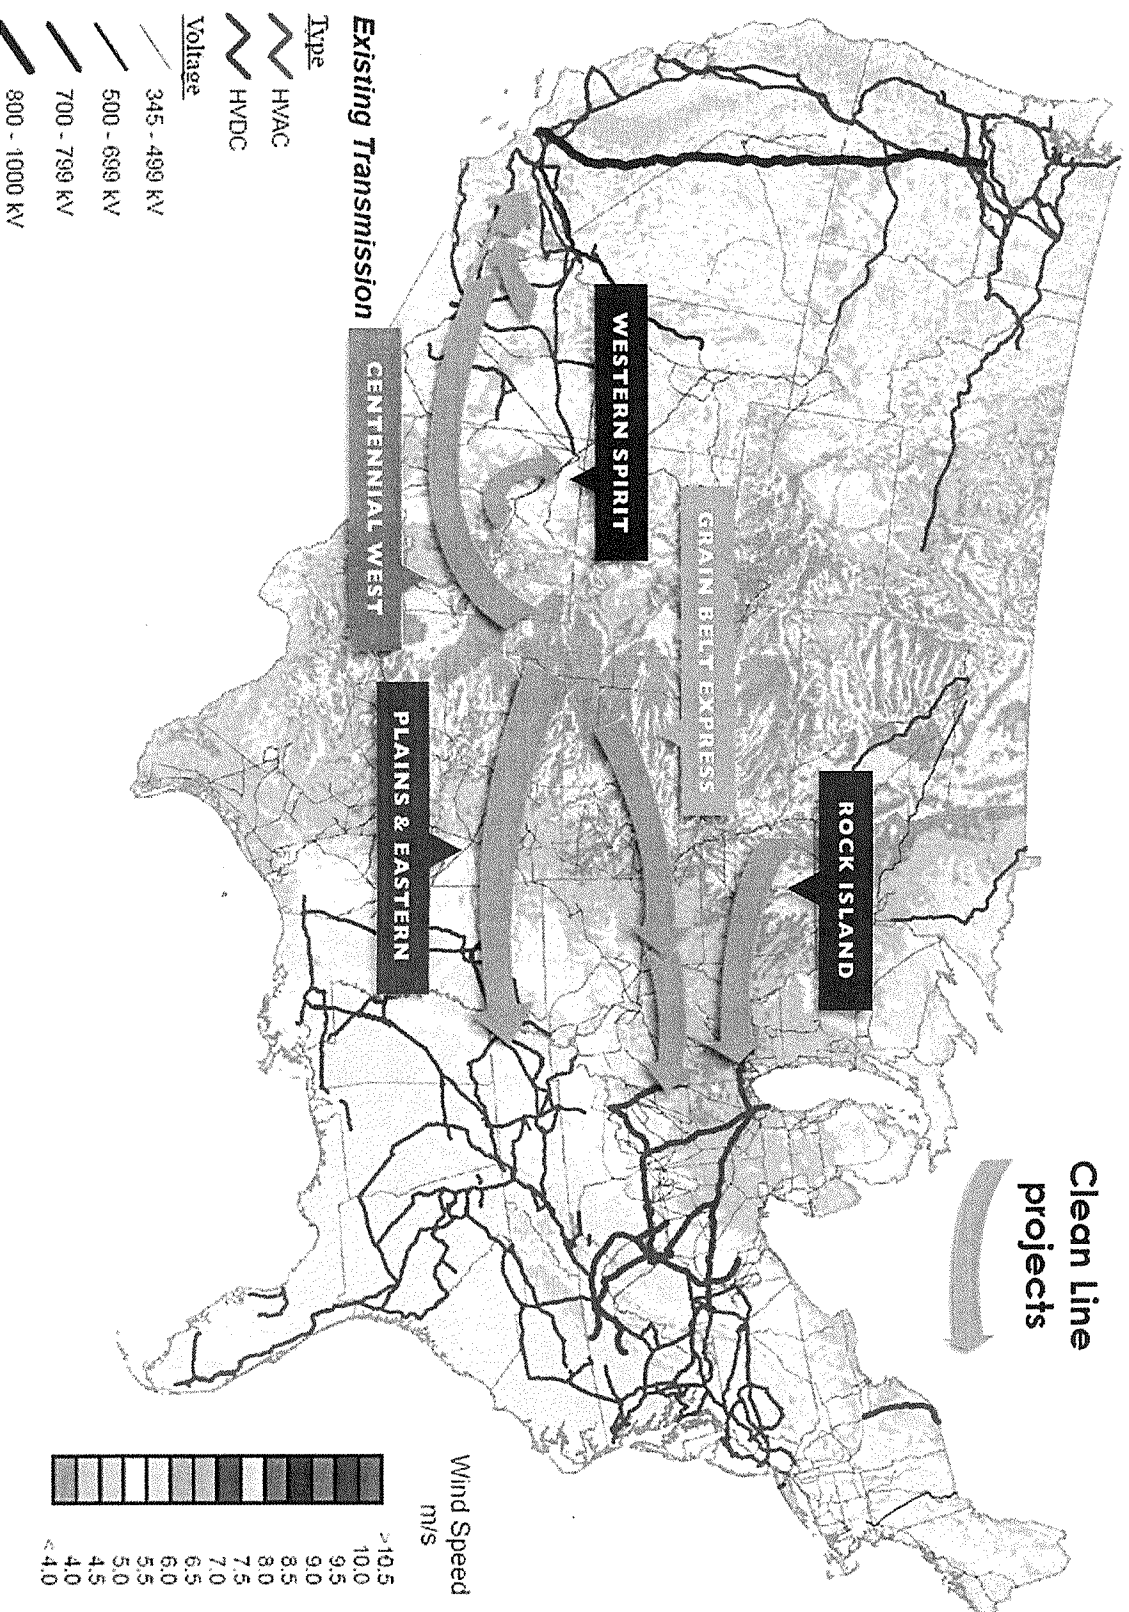 Clean Line
projects
ROCK ISLAND
GRAIN BELT EXPRESS
WESTERN SPIRIT
CENTENNIAL WEST
PLAINS & EASTERN
Existing Transmission
Type
HVAC
HVDC
Voltage
345 - 499 kV
500 - 699 kV
700 - 799 kV
800 - 1000 kV
Wind Speed
m/s
>10.5
10.0
9.5
9.0
8.5
8.0
7.5
7.0
6.5
6.0
5.5
5.0
4.5
4.0
< 4.0